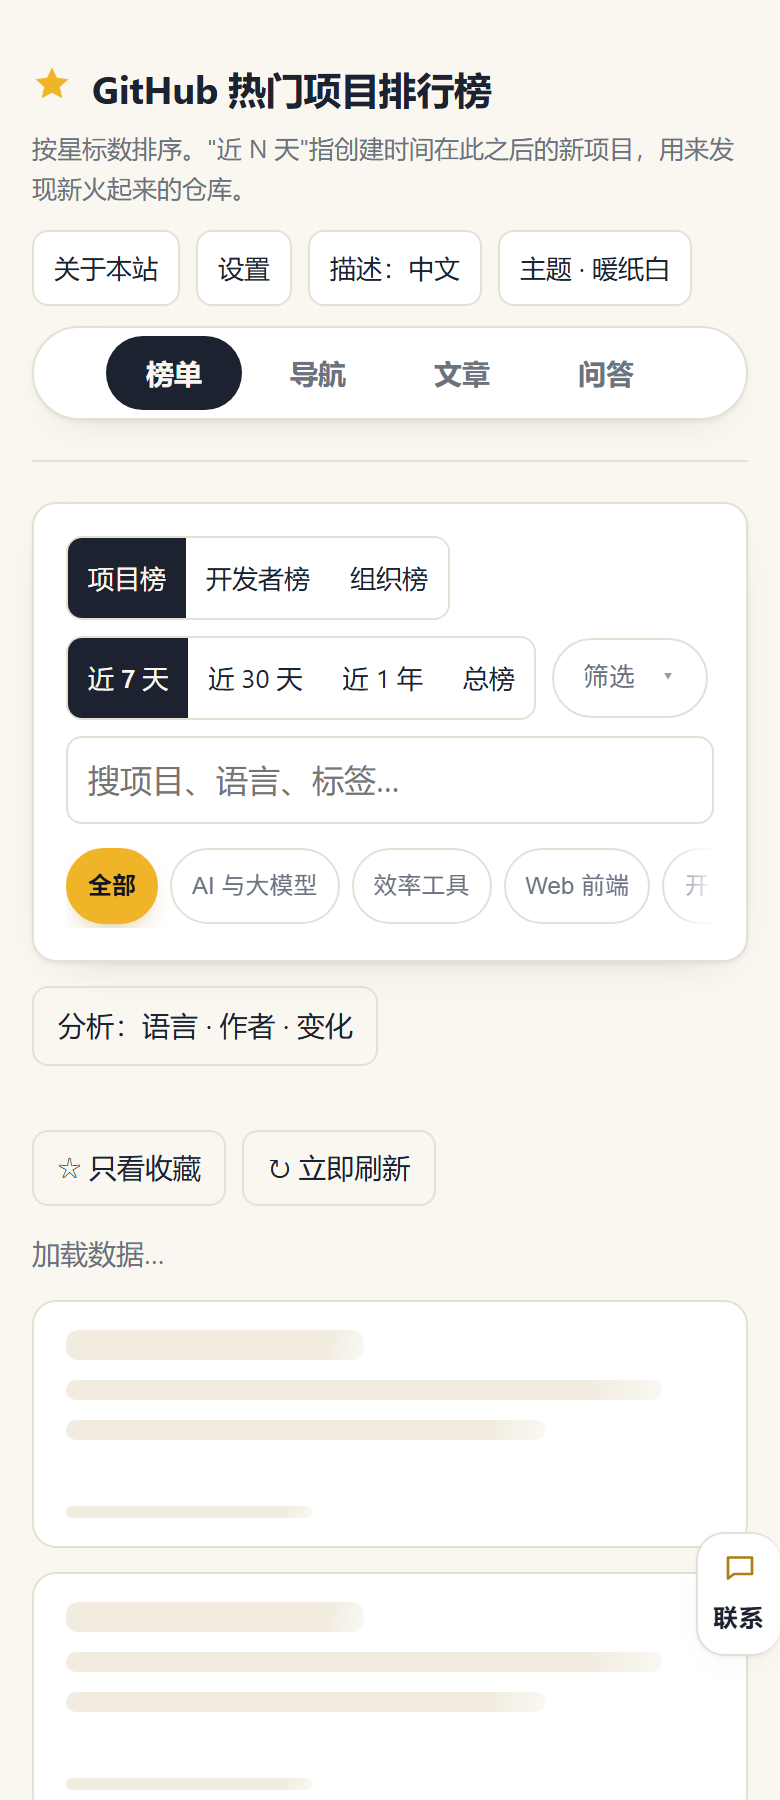 GitHub 热门项目排行榜
按星标数排序。"近 N 天"指创建时间在此之后的新项目，用来发
现新火起来的仓库。
关于本站 设置 描述：中文 主题 · 暖纸白
榜单 导航 文章 问答
项目榜 开发者榜 组织榜
近 7 天 近 30 天 近 1 年 总榜 筛选 ▾
搜项目、语言、标签...
全部 AI 与大模型 效率工具 Web 前端 开
分析：语言 · 作者 · 变化
☆ 只看收藏 ↻ 立即刷新
加载数据...
联系